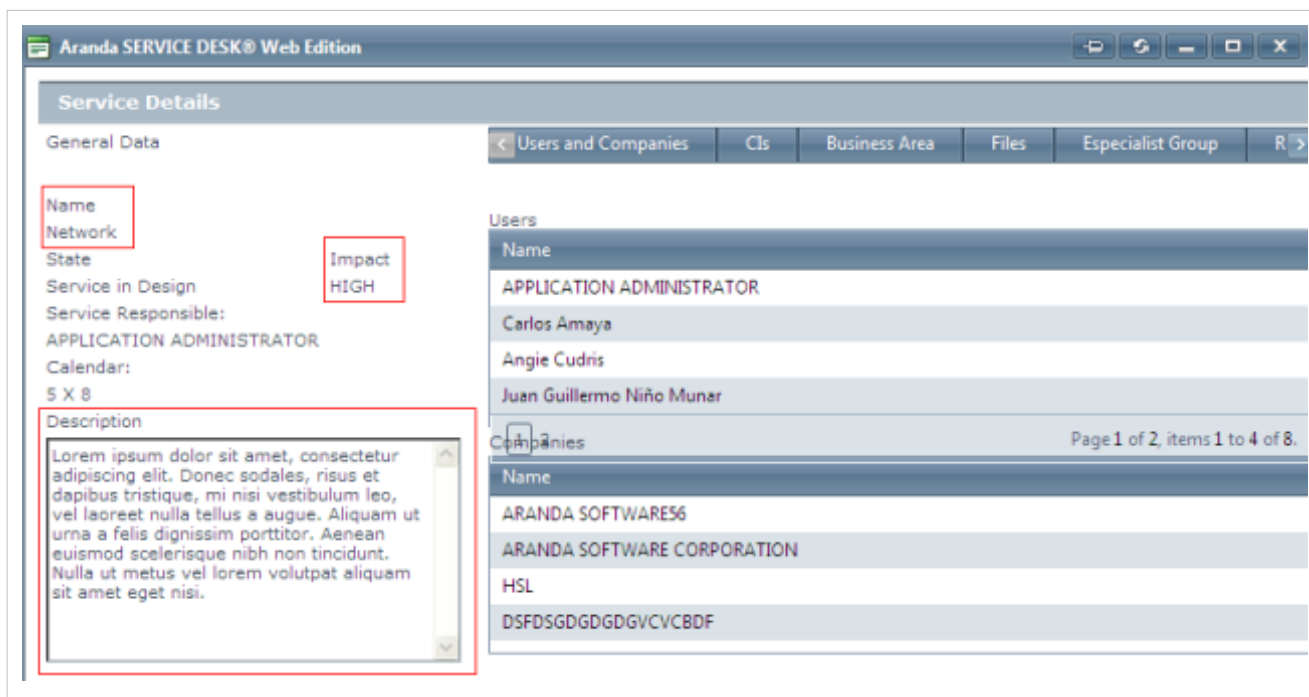 Aranda SERVICE DESK® Web Edition
Service Details
General Data
Name
Network
State
Impact
Service in Design
HIGH
Service Responsible:
APPLICATION ADMINISTRATOR
Calendar:
5 X 8
Description
Lorem ipsum dolor sit amet, consectetur
adipiscing elit. Donec sodales, risus et
dapibus tristique, mi nisi vestibulum leo,
vel laoreet nulla tellus a augue. Aliquam ut
urna a felis dignissim porttitor. Aenean
euismod scelerisque nibh non tincidunt.
Nulla ut metus vel lorem volutpat aliquam
sit amet eget nisi.
Users and Companies
CIs
Business Area
Files
Especialist Group
R
Users
Name
APPLICATION ADMINISTRATOR
Carlos Amaya
Angie Cudris
Juan Guillermo Niño Munar
1 2
Page 1 of 2, items 1 to 4 of 8.
Companies
Name
ARANDA SOFTWARE56
ARANDA SOFTWARE CORPORATION
HSL
DSFDSGDGDGDGVCVCBDF